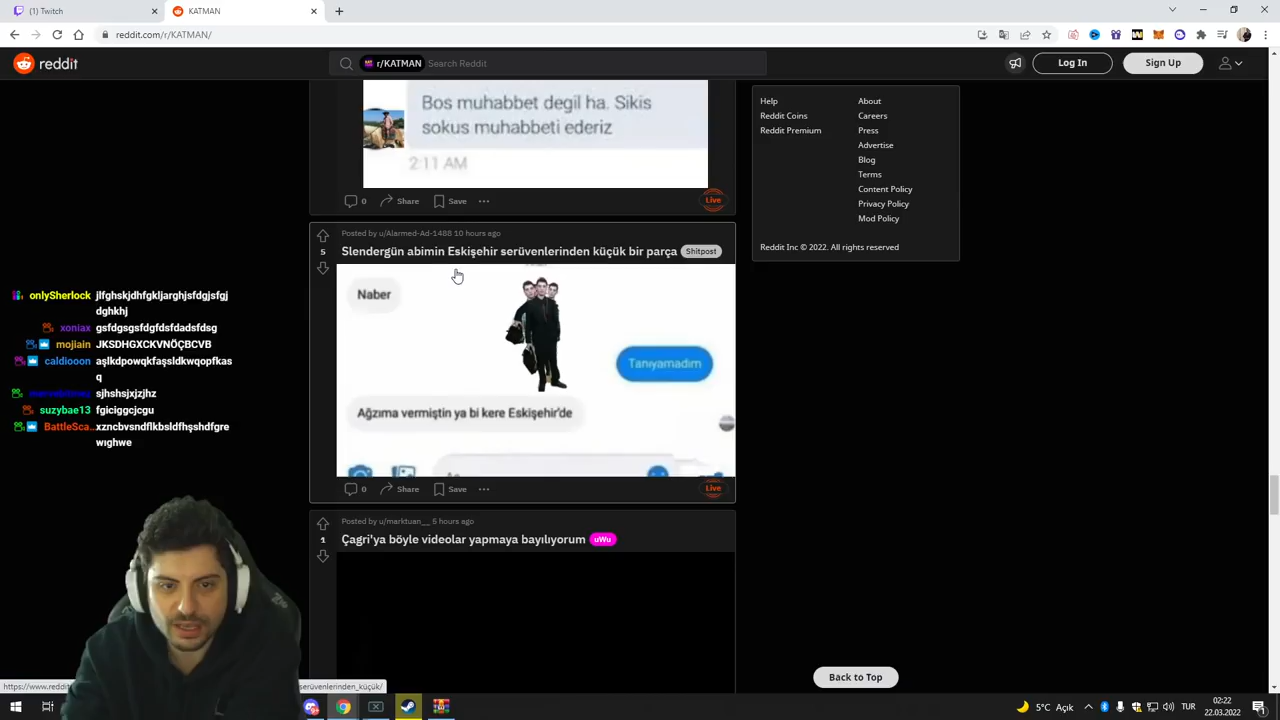 (1) Twitch
KATMAN
reddit.com/r/KATMAN/
reddit
r/KATMAN
Search Reddit
Log In
Sign Up
Bos muhabbet degil ha. Sikis
sokus muhabbeti ederiz
2:11 AM
0
Share
Save
Live
Help
About
Reddit Coins
Careers
Reddit Premium
Press
Advertise
Blog
Terms
Content Policy
Privacy Policy
Mod Policy
Reddit Inc © 2022. All rights reserved
Posted by u/Alarmed-Ad-1488 10 hours ago
5
Slendergün abimin Eskişehir serüvenlerinden küçük bir parça
Shitpost
Naber
Tanıyamadım
Ağzıma vermiştin ya bi kere Eskişehir'de
0
Share
Save
Live
Posted by u/marktuan__ 5 hours ago
1
Çagri'ya böyle videolar yapmaya bayılıyorum
uWu
onlySherlock jlfghskjdhfgkljarghjsfdgjsfgj
dghkhj
xoniax gsfdgsgsfdgfdsfdadsfdsg
mojiain JKSDHGXCKVNÖÇBCVB
caldiooon aşlkdpowqkfaşsldkwqopfkas
q
sjhshsjxjzjhz
suzybae13 fgiciggcjcgu
BattleSca... xzncbvsndflkbsldfhşshdfgre
wıghwe
Back to Top
https://www.reddit
serüvenlerinden_küçük/
5°C Açık
TUR
02:22
22.03.2022